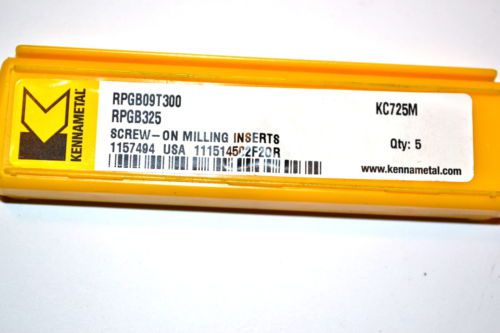 KENNAMETAL
RPGB09T300 KC725M
RPGB325
SCREW-ON MILLING INSERTS Qty: 5
1157494 USA
www.kennametal.com